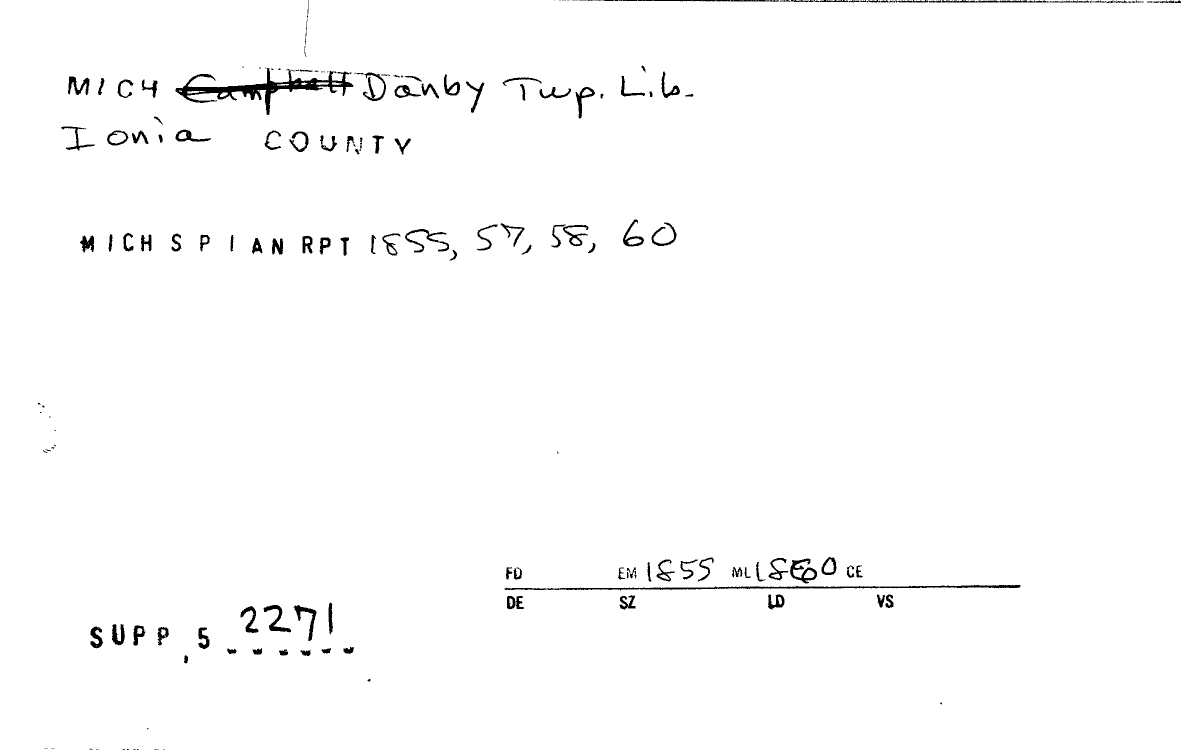 MICH Campbell Danby Twp. Lib.
Ionia COUNTY
MICH S P I AN RPT 1855, 57, 58, 60
FD EM 1855 ML 1860 CE
DE SZ LD VS
SUPP, 5 2271